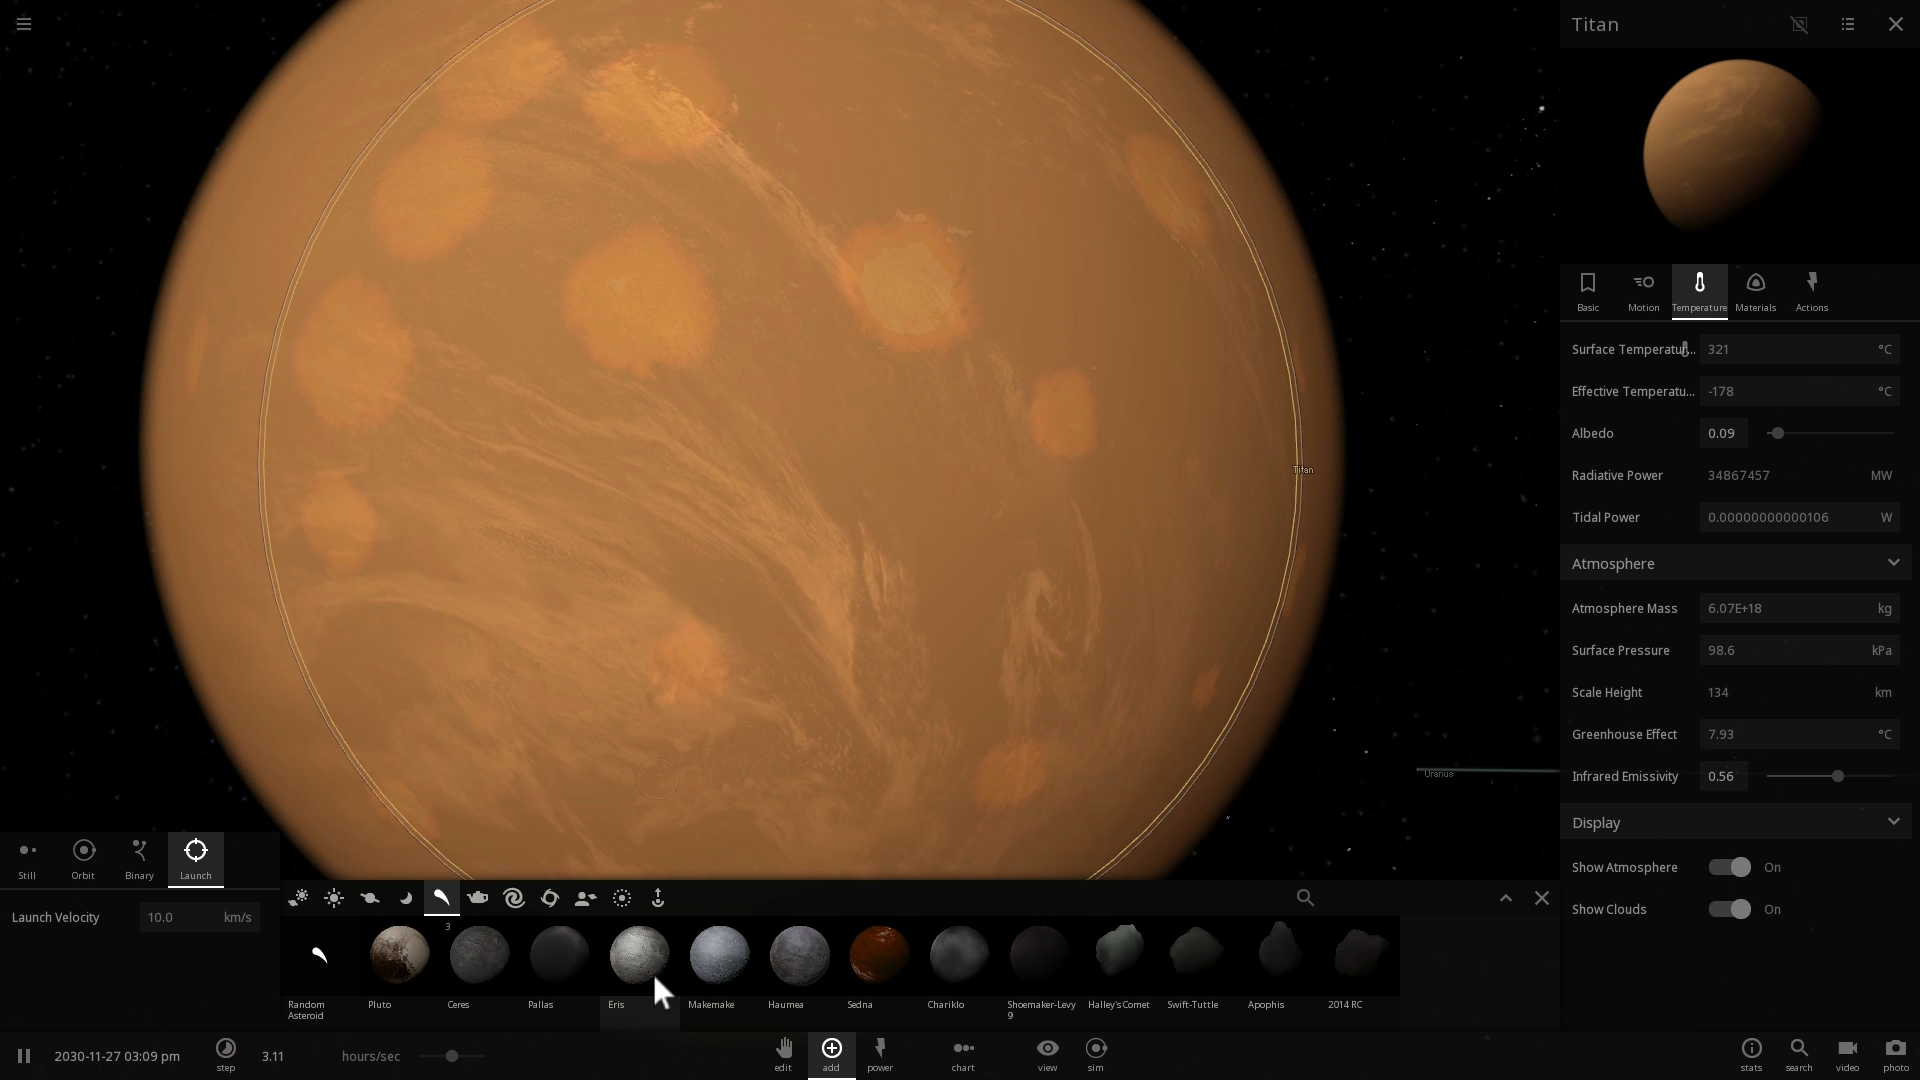 Titan
Basic
Motion
Temperature
Materials
Actions
Surface Temperatur... 321 °C
Effective Temperatu... -178 °C
Albedo 0.09
Radiative Power 34867457 MW
Tidal Power 0.00000000000106 W
Atmosphere
Atmosphere Mass 6.07E+18 kg
Surface Pressure 98.6 kPa
Scale Height 134 km
Greenhouse Effect 7.93 °C
Infrared Emissivity 0.56
Display
Show Atmosphere On
Show Clouds On
Titan
Uranus
Still
Orbit
Binary
Launch
Launch Velocity 10.0 km/s
3
Random
Asteroid
Pluto
Ceres
Pallas
Eris
Makemake
Haumea
Sedna
Chariklo
Shoemaker-Levy
9
Halley's Comet
Swift-Tuttle
Apophis
2014 RC
2030-11-27 03:09 pm
step
3.11 hours/sec
edit
add
power
chart
view
sim
stats
search
video
photo